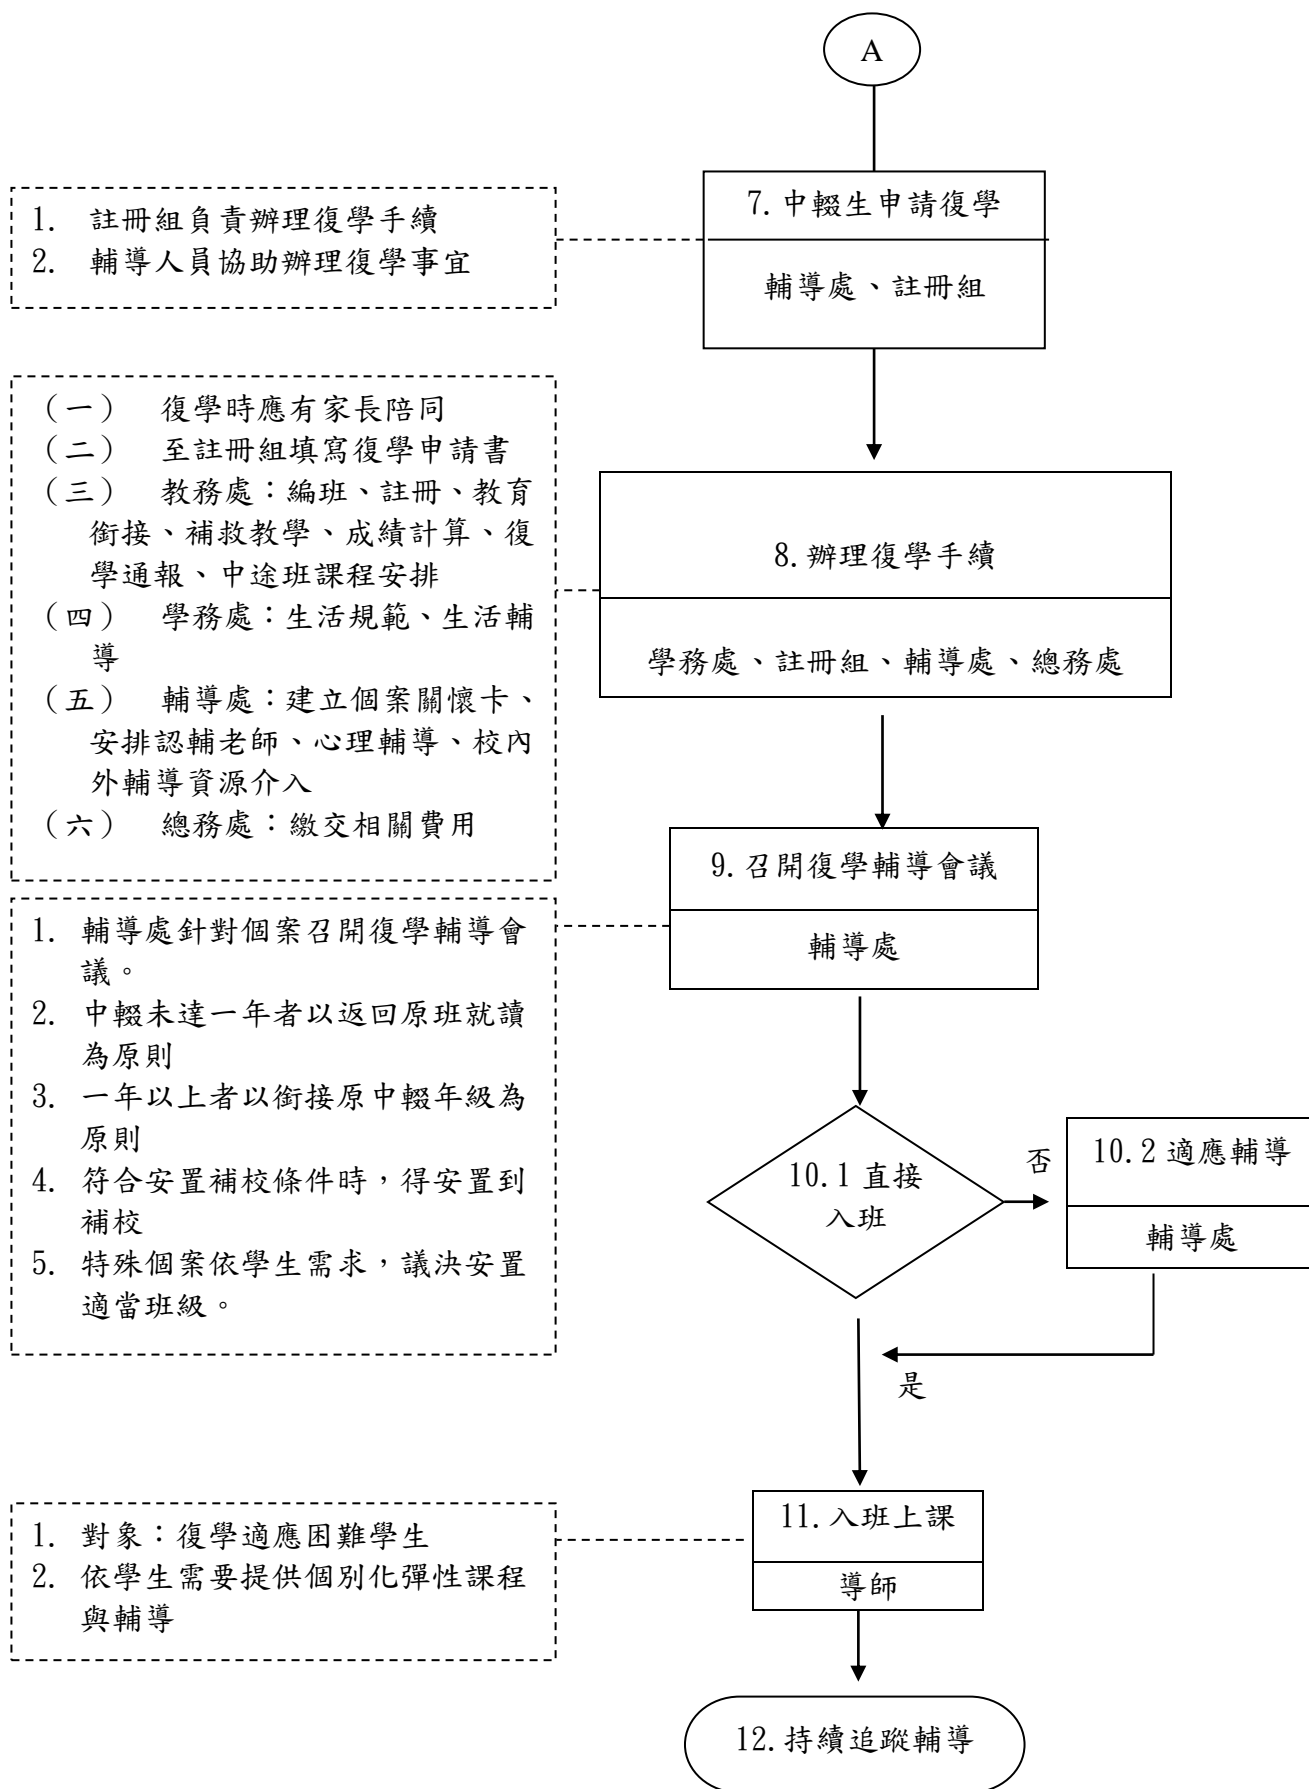 A
7.中輟生申請復學
輔導處、註冊組
1. 註冊組負責辦理復學手續
2. 輔導人員協助辦理復學事宜
（一） 復學時應有家長陪同
（二） 至註冊組填寫復學申請書
（三） 教務處：編班、註冊、教育
銜接、補救教學、成績計算、復
學通報、中途班課程安排
（四） 學務處：生活規範、生活輔
導
（五） 輔導處：建立個案關懷卡、
安排認輔老師、心理輔導、校內
外輔導資源介入
（六） 總務處：繳交相關費用
8.辦理復學手續
學務處、註冊組、輔導處、總務處
9.召開復學輔導會議
輔導處
1. 輔導處針對個案召開復學輔導會
議。
2. 中輟未達一年者以返回原班就讀
為原則
3. 一年以上者以銜接原中輟年級為
原則
4. 符合安置補校條件時，得安置到
補校
5. 特殊個案依學生需求，議決安置
適當班級。
10.1 直接
入班
否
10.2 適應輔導
輔導處
是
11.入班上課
導師
1. 對象：復學適應困難學生
2. 依學生需要提供個別化彈性課程
與輔導
12.持續追蹤輔導